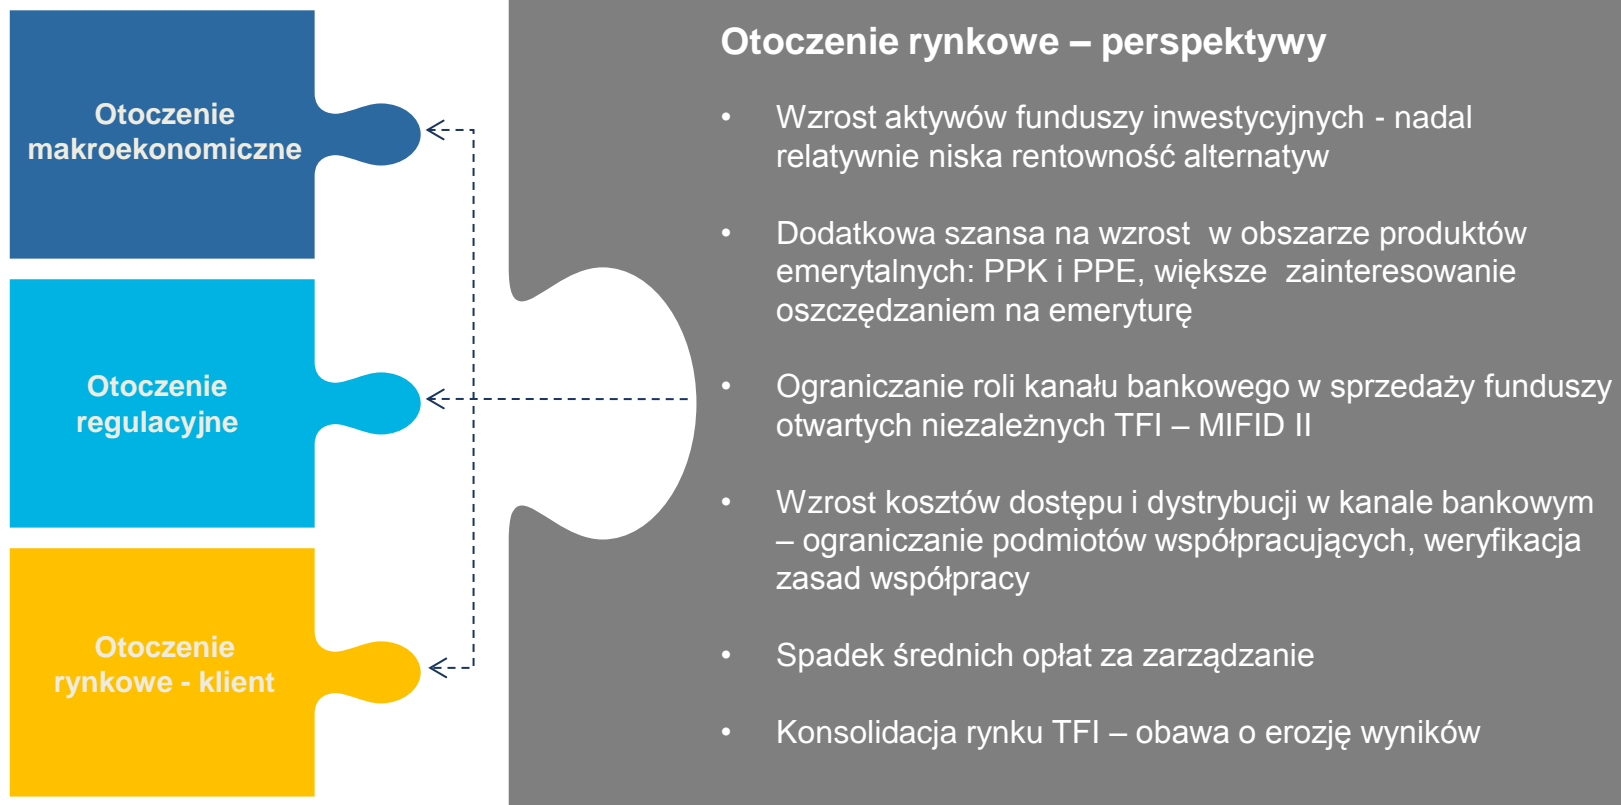 Otoczenie
makroekonomiczne
Otoczenie
regulacyjne
Otoczenie
rynkowe - klient
Otoczenie rynkowe – perspektywy
• Wzrost aktywów funduszy inwestycyjnych - nadal
relatywnie niska rentowność alternatyw
• Dodatkowa szansa na wzrost w obszarze produktów
emerytalnych: PPK i PPE, większe zainteresowanie
oszczędzaniem na emeryturę
• Ograniczanie roli kanału bankowego w sprzedaży funduszy
otwartych niezależnych TFI – MIFID II
• Wzrost kosztów dostępu i dystrybucji w kanale bankowym
– ograniczanie podmiotów współpracujących, weryfikacja
zasad współpracy
• Spadek średnich opłat za zarządzanie
• Konsolidacja rynku TFI – obawa o erozję wyników